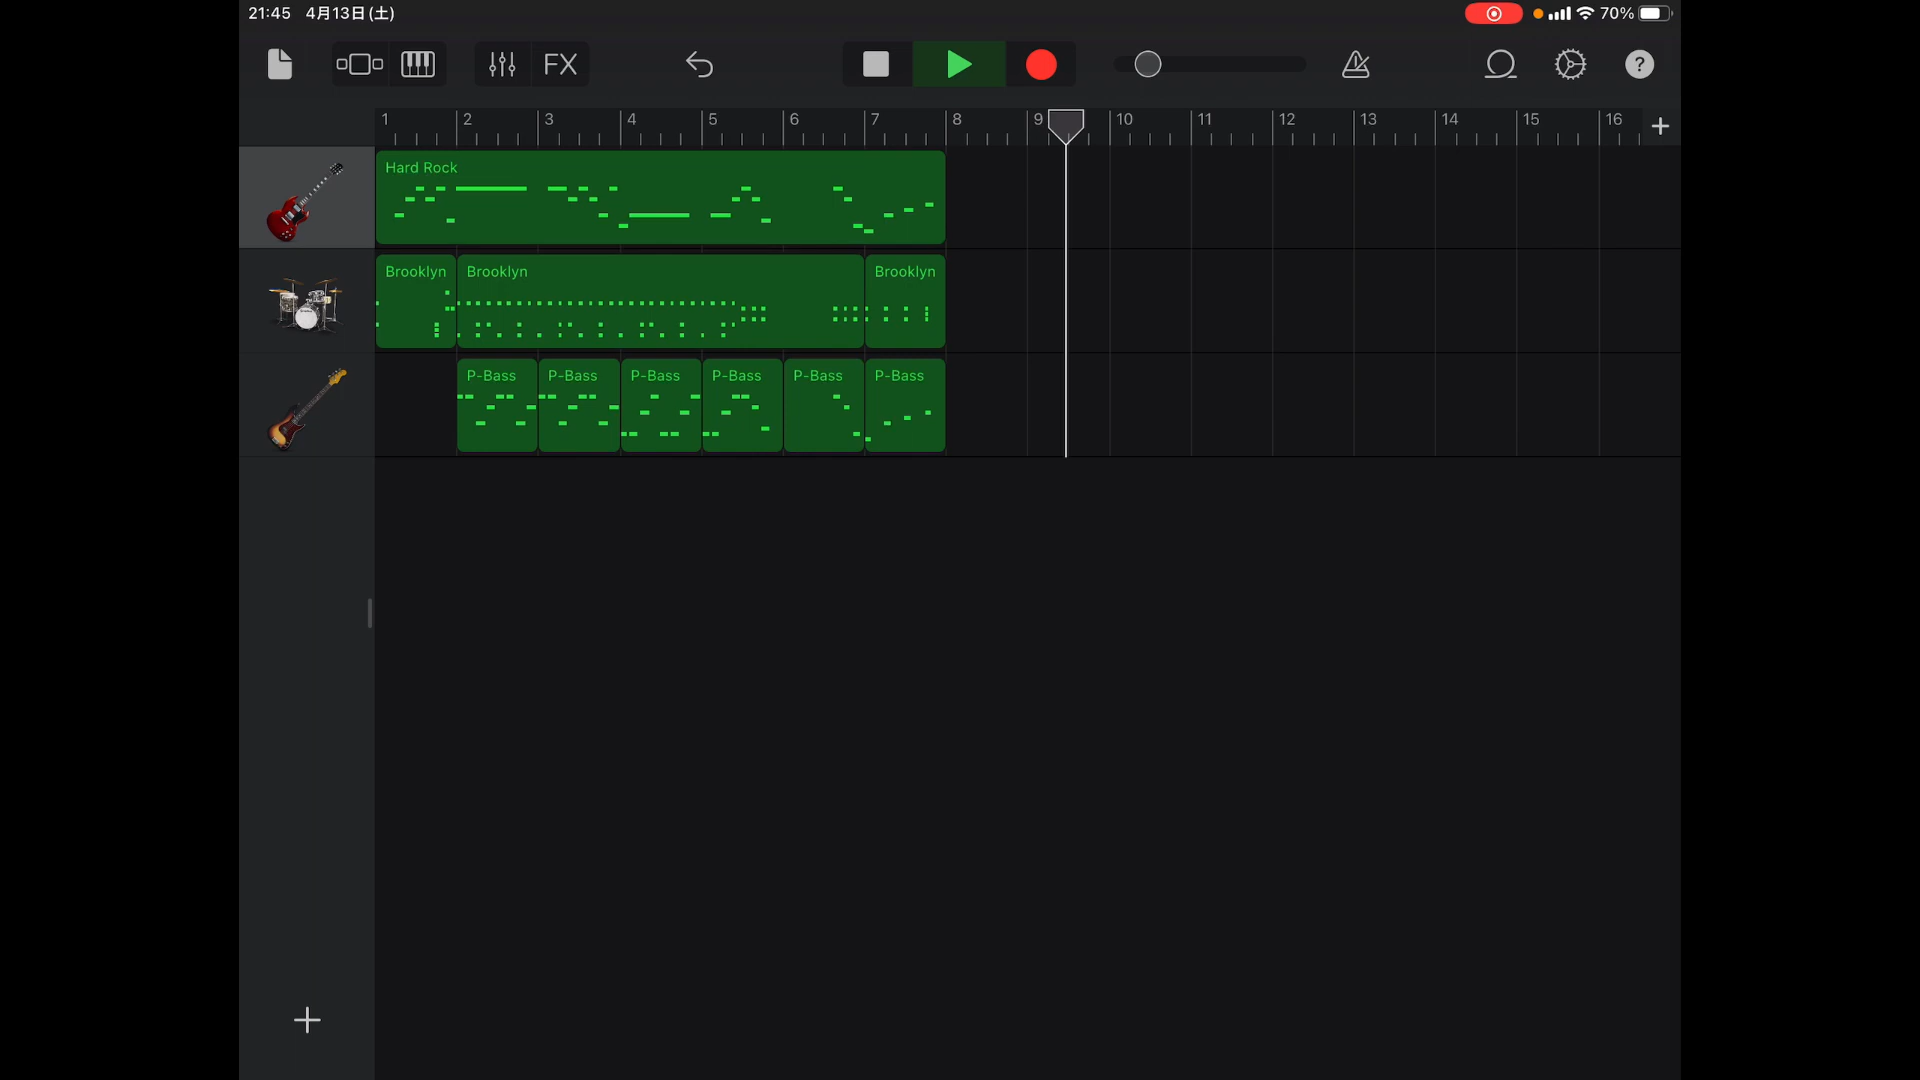 21:45 4月13日(土) 70%
FX ?
1 2 3 4 5 6 7 8 9 10 11 12 13 14 15 16 +
Hard Rock
Brooklyn Brooklyn Brooklyn
P-Bass P-Bass P-Bass P-Bass P-Bass P-Bass
+